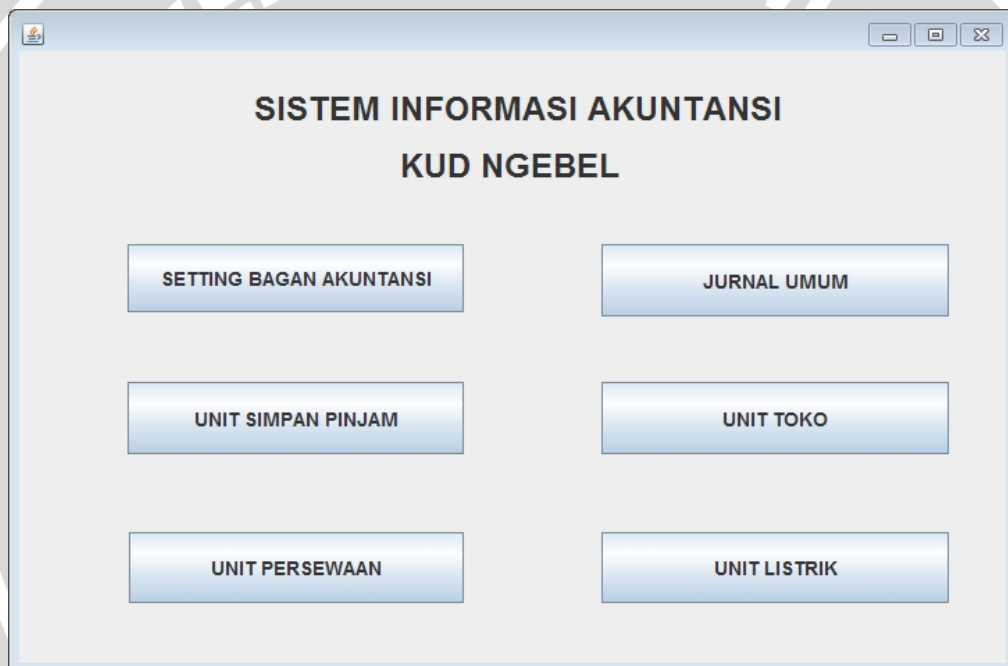 SISTEM INFORMASI AKUNTANSI
KUD NGEBEL
SETTING BAGAN AKUNTANSI
JURNAL UMUM
UNIT SIMPAN PINJAM
UNIT TOKO
UNIT PERSEWAAN
UNIT LISTRIK